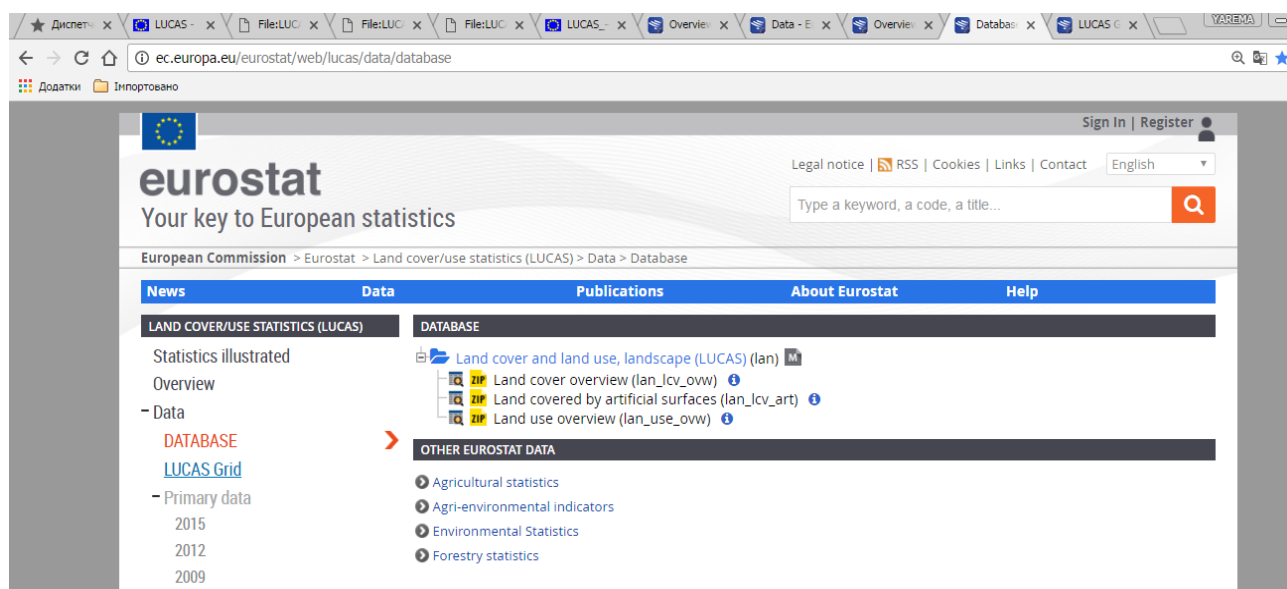 Диспетч LUCAS - File:LUCA File:LUCA File:LUCA LUCAS_- Overview Data - E Overview Databas LUCAS G YAREMA
ec.europa.eu/eurostat/web/lucas/data/database
Додатки Імпортовано
Sign In | Register
Legal notice | RSS | Cookies | Links | Contact English
eurostat
Type a keyword, a code, a title...
Your key to European statistics
European Commission > Eurostat > Land cover/use statistics (LUCAS) > Data > Database
News Data Publications About Eurostat Help
LAND COVER/USE STATISTICS (LUCAS) DATABASE
Statistics illustrated Land cover and land use, landscape (LUCAS) (lan) M
Overview ZIP Land cover overview (lan_lcv_ovw) i
ZIP Land covered by artificial surfaces (lan_lcv_art) i
- Data ZIP Land use overview (lan_use_ovw) i
DATABASE OTHER EUROSTAT DATA
LUCAS Grid Agricultural statistics
- Primary data Agri-environmental indicators
2015 Environmental Statistics
2012 Forestry statistics
2009